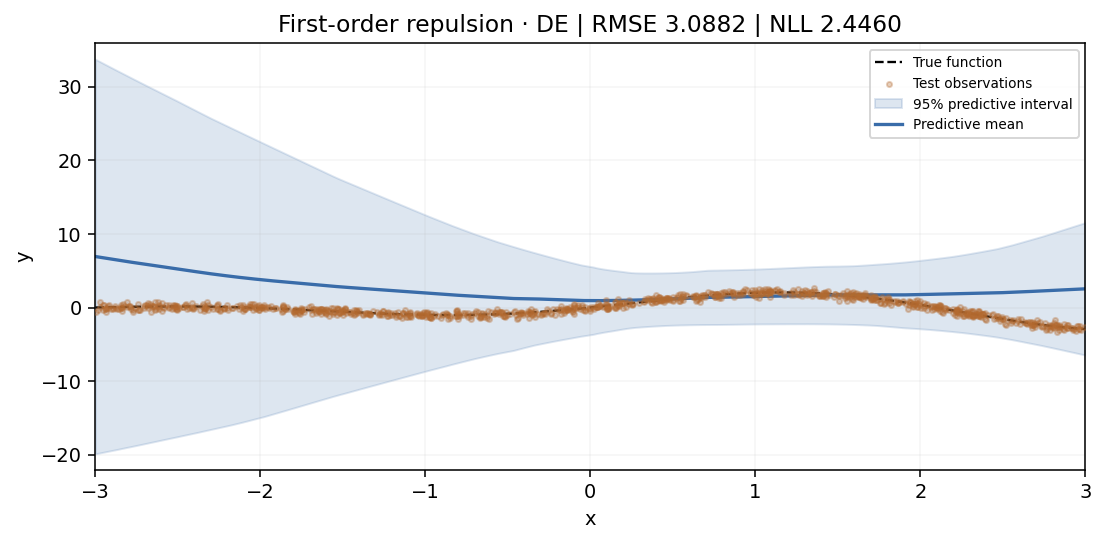 First-order repulsion · DE | RMSE 3.0882 | NLL 2.4460
True function
Test observations
95% predictive interval
Predictive mean
30
20
10
0
−10
−20
y
−3
−2
−1
0
1
2
3
x